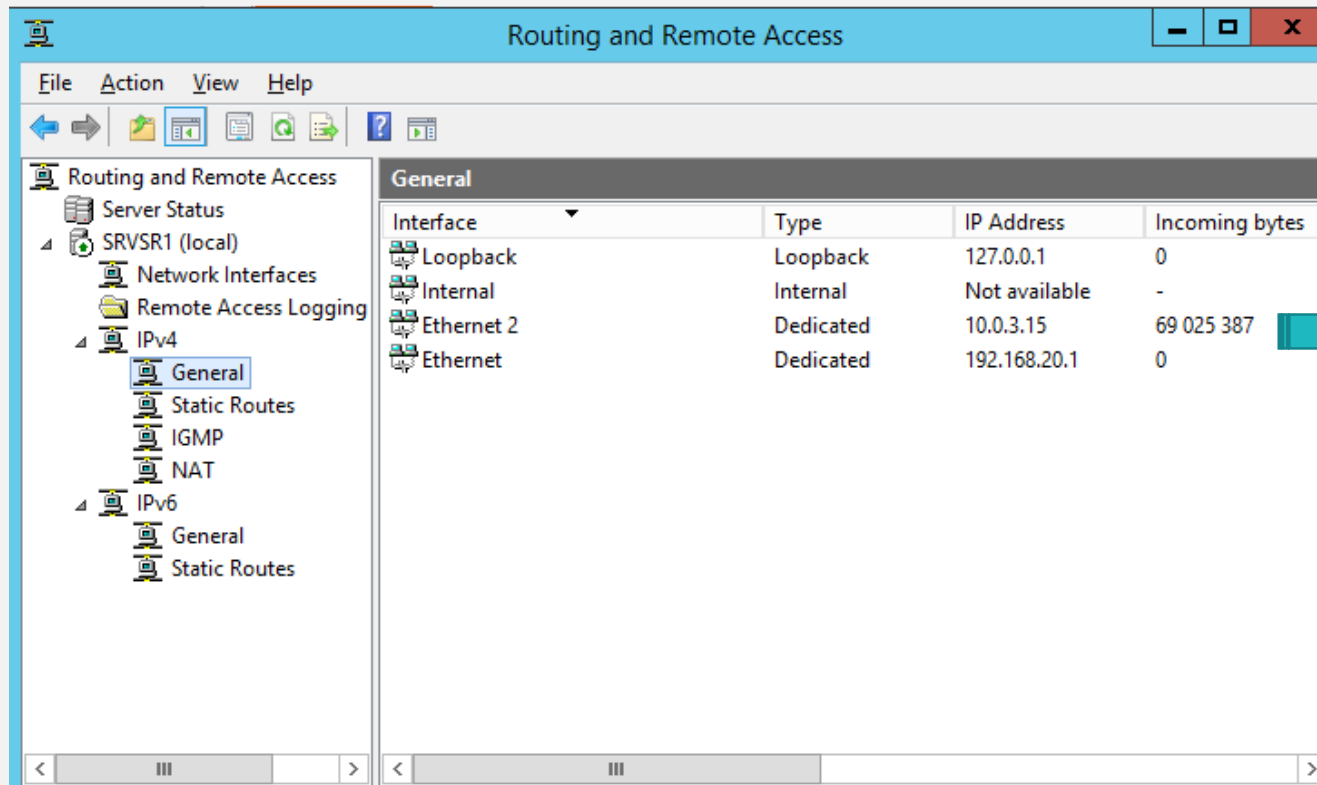 Routing and Remote Access
File Action View Help
Routing and Remote Access
Server Status
SRVSR1 (local)
Network Interfaces
Remote Access Logging
IPv4
General
Static Routes
IGMP
NAT
IPv6
General
Static Routes
General
Interface Type IP Address Incoming bytes
Loopback Loopback 127.0.0.1 0
Internal Internal Not available -
Ethernet 2 Dedicated 10.0.3.15 69 025 387
Ethernet Dedicated 192.168.20.1 0